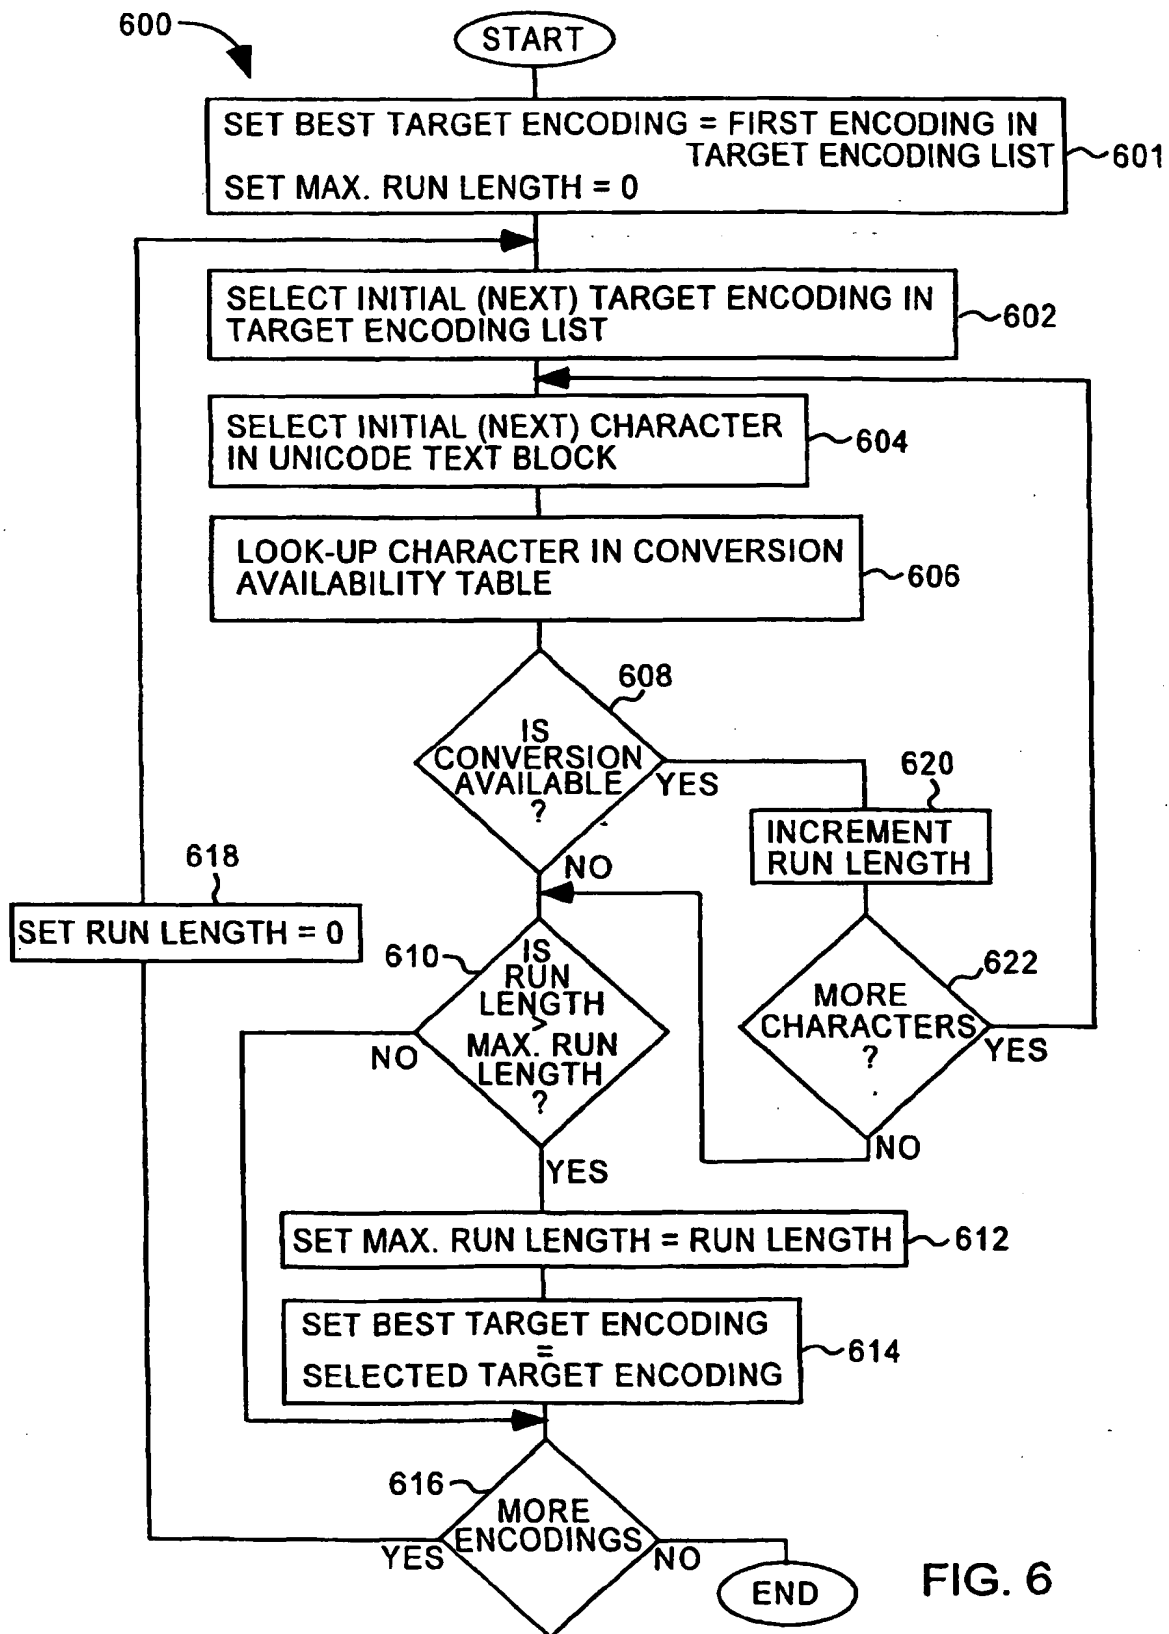 600
START
SET BEST TARGET ENCODING = FIRST ENCODING IN
TARGET ENCODING LIST
SET MAX. RUN LENGTH = 0
601
SELECT INITIAL (NEXT) TARGET ENCODING IN
TARGET ENCODING LIST
602
SELECT INITIAL (NEXT) CHARACTER
IN UNICODE TEXT BLOCK
604
LOOK-UP CHARACTER IN CONVERSION
AVAILABILITY TABLE
606
608
IS
CONVERSION
AVAILABLE
?
YES
NO
620
INCREMENT
RUN LENGTH
618
SET RUN LENGTH = 0
610
IS
RUN
LENGTH
>
MAX. RUN
LENGTH
?
NO
YES
622
MORE
CHARACTERS
?
YES
NO
SET MAX. RUN LENGTH = RUN LENGTH
612
SET BEST TARGET ENCODING
=
SELECTED TARGET ENCODING
614
616
MORE
ENCODINGS
YES
NO
END
FIG. 6